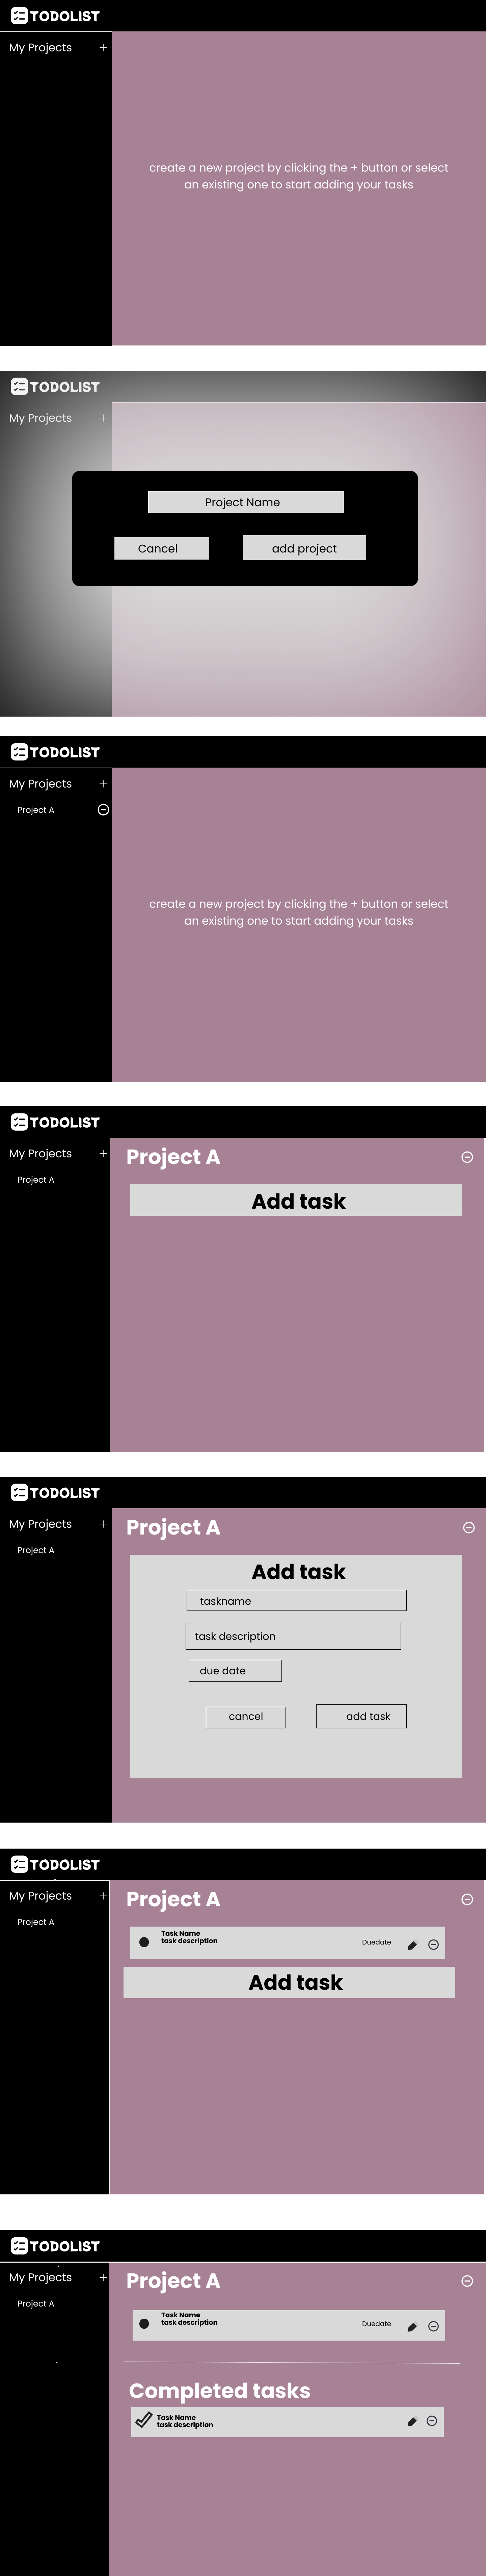 TODOLIST
My Projects +
create a new project by clicking the + button or select
an existing one to start adding your tasks
TODOLIST
My Projects +
Project Name
Cancel add project
TODOLIST
My Projects +
Project A
create a new project by clicking the + button or select
an existing one to start adding your tasks
TODOLIST
My Projects +
Project A
Project A
Add task
TODOLIST
My Projects +
Project A
Project A
Add task
taskname
task description
due date
cancel add task
TODOLIST
My Projects +
Project A
Project A
Task Name
task description
Duedate
Add task
TODOLIST
My Projects +
Project A
Project A
Task Name
task description
Duedate
Completed tasks
Task Name
task description